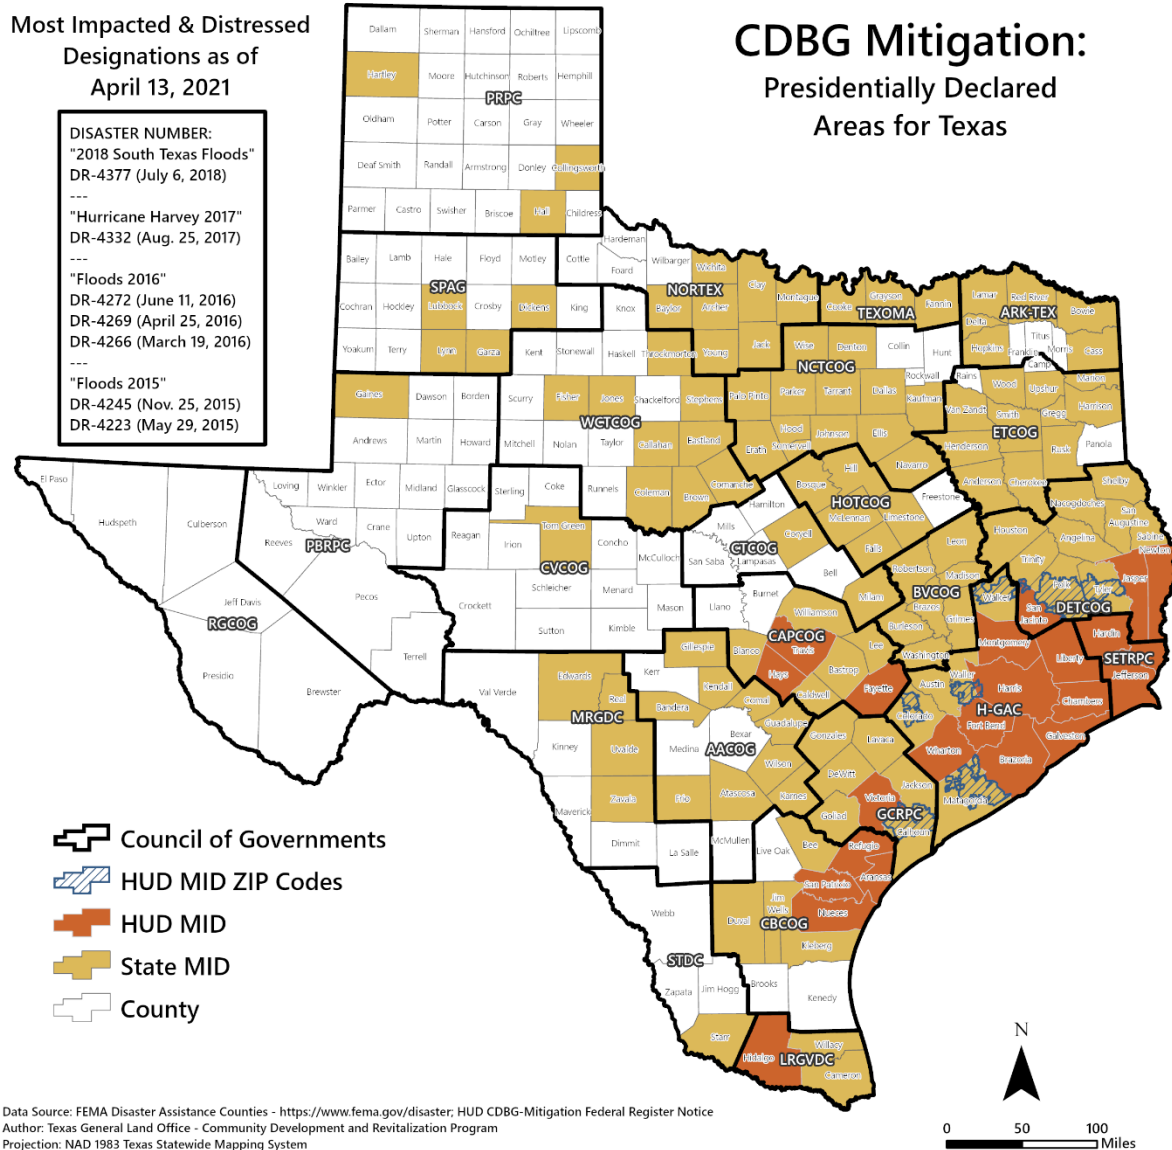 Most Impacted & Distressed
Designations as of
April 13, 2021
CDBG Mitigation:
Presidentially Declared
Areas for Texas
DISASTER NUMBER:
"2018 South Texas Floods"
DR-4377 (July 6, 2018)
---
"Hurricane Harvey 2017"
DR-4332 (Aug. 25, 2017)
---
"Floods 2016"
DR-4272 (June 11, 2016)
DR-4269 (April 25, 2016)
DR-4266 (March 19, 2016)
---
"Floods 2015"
DR-4245 (Nov. 25, 2015)
DR-4223 (May 29, 2015)
Dallam Sherman Hansford Ochiltree Lipscomb
Hartley Moore Hutchinson Roberts Hemphill
PRPC
Oldham Potter Carson Gray Wheeler
Deaf Smith Randall Armstrong Donley Collingsworth
Parmer Castro Swisher Briscoe Hall Childress
Hardeman
Bailey Lamb Hale Floyd Motley Cottle Foard Wilbarger Wichita
SPAG NORTEX
Cochran Hockley Lubbock Crosby Dickens King Knox Baylor Archer Clay Montague Cooke Grayson Fannin Lamar Red River Bowie
TEXOMA ARK-TEX
Delta Titus
Yoakum Terry Lynn Garza Kent Stonewall Haskell Throckmorton Young Jack Wise Denton Collin Hunt Hopkins Franklin Morris Cass
NCTCOG Camp
Rockwall Rains Wood Upshur Marion
Gaines Dawson Borden Scurry Fisher Jones Shackelford Stephens Palo Pinto Parker Tarrant Dallas Kaufman Van Zandt Smith Gregg Harrison
WCTCOG ETCOG
Andrews Martin Howard Mitchell Nolan Taylor Callahan Eastland Erath Hood Somervell Johnson Ellis Henderson Rusk Panola
El Paso Hudspeth Culberson
Loving Winkler Ector Midland Glasscock Sterling Coke Runnels Coleman Brown Comanche Bosque Hill Navarro Anderson Cherokee Shelby
HOTCOG
Hamilton McLennan Limestone Freestone Nacogdoches San Augustine
Reeves Ward Crane Upton Reagan Irion Tom Green Concho McCulloch Mills Coryell Falls Leon Houston Angelina Sabine
PBRPC CVCOG CTCOG
San Saba Lampasas Bell Robertson Madison Trinity Newton
Jeff Davis Pecos Crockett Schleicher Menard Mason Llano Burnet Milam Brazos Walker Polk Tyler Jasper
RGCOG BVCOG DETCOG
Sutton Kimble Williamson Burleson Grimes San Jacinto
Presidio Brewster Terrell CAPCOG Travis Lee Washington Montgomery Liberty Hardin
SETRPC
Val Verde Edwards Real Kerr Gillespie Blanco Hays Bastrop Fayette Austin Waller Harris Jefferson
MRGDC Kendall Comal Caldwell Colorado H-GAC Chambers
Bandera Guadalupe Fort Bend
Kinney Uvalde Medina Bexar Gonzales Lavaca Wharton Brazoria Galveston
AACOG
Wilson DeWitt
Maverick Zavala Frio Atascosa Karnes Goliad Victoria Jackson Matagorda
GCRPC
Calhoun
Dimmit La Salle McMullen Live Oak Bee Refugio
Aransas
San Patricio
Webb Duval Jim Wells Nueces
CBCOG
Kleberg
STDC
Zapata Jim Hogg Brooks Kenedy
Starr Hidalgo Willacy
LRGVDC
Cameron
Council of Governments
HUD MID ZIP Codes
HUD MID
State MID
County
N
Data Source: FEMA Disaster Assistance Counties - https://www.fema.gov/disaster; HUD CDBG-Mitigation Federal Register Notice
Author: Texas General Land Office - Community Development and Revitalization Program
Projection: NAD 1983 Texas Statewide Mapping System
0 50 100
Miles